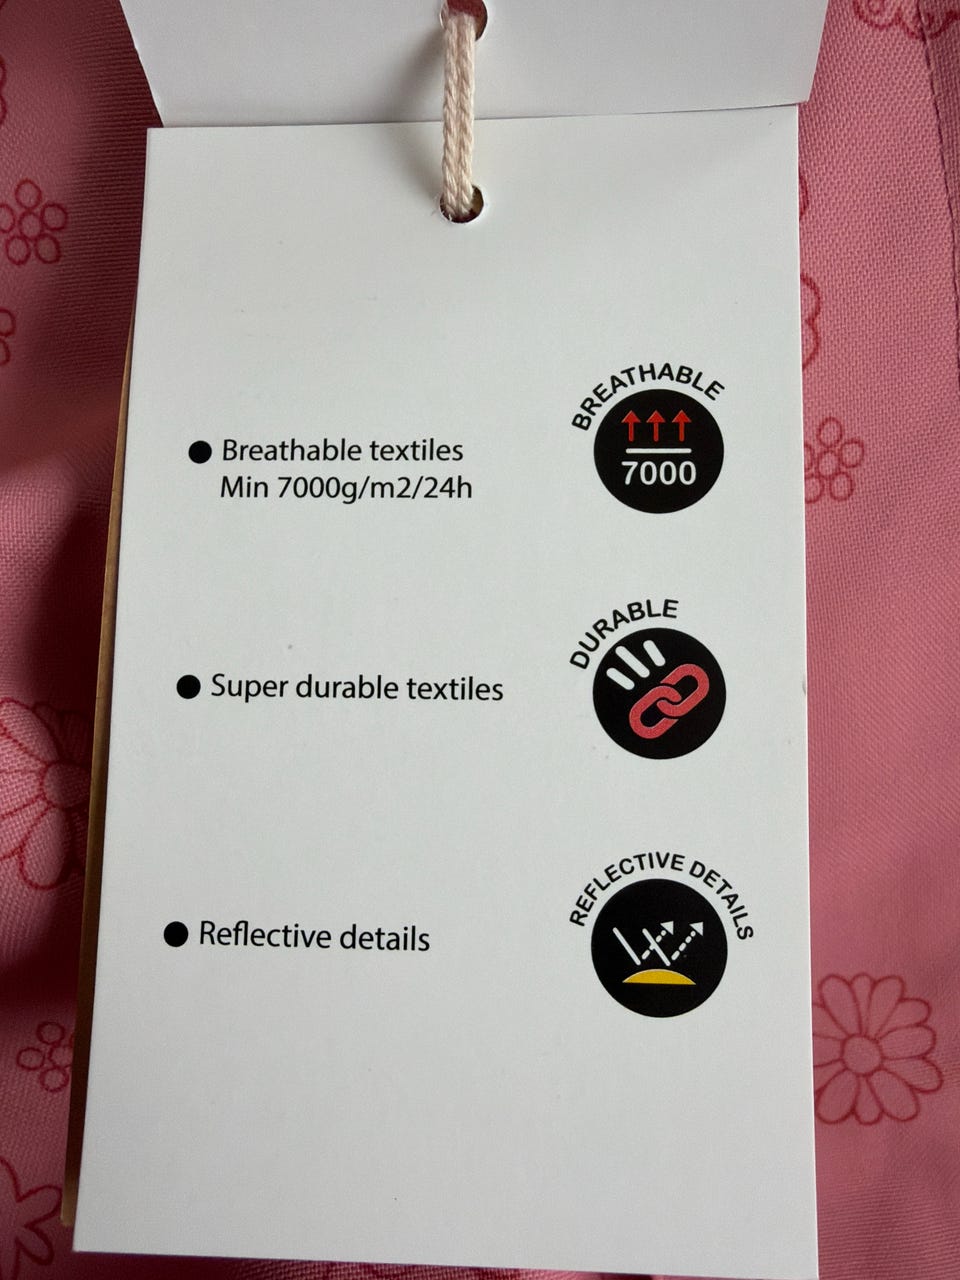 BREATHABLE
Breathable textiles
Min 7000g/m2/24h
7000
DURABLE
Super durable textiles
REFLECTIVE DETAILS
Reflective details